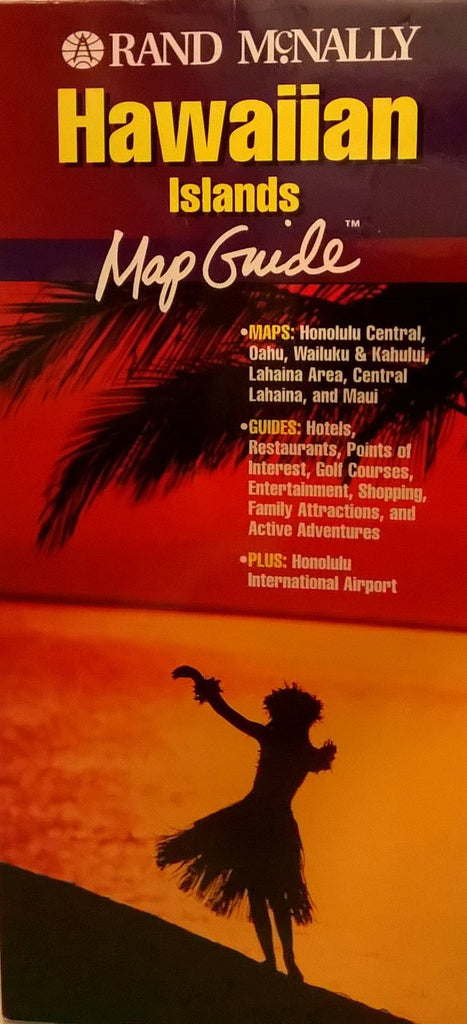 RAND McNALLY
Hawaiian
Islands
Map Guide™
•MAPS: Honolulu Central,
Oahu, Wailuku & Kahului,
Lahaina Area, Central
Lahaina, and Maui
•GUIDES: Hotels,
Restaurants, Points of
Interest, Golf Courses,
Entertainment, Shopping,
Family Attractions, and
Active Adventures
•PLUS: Honolulu
International Airport